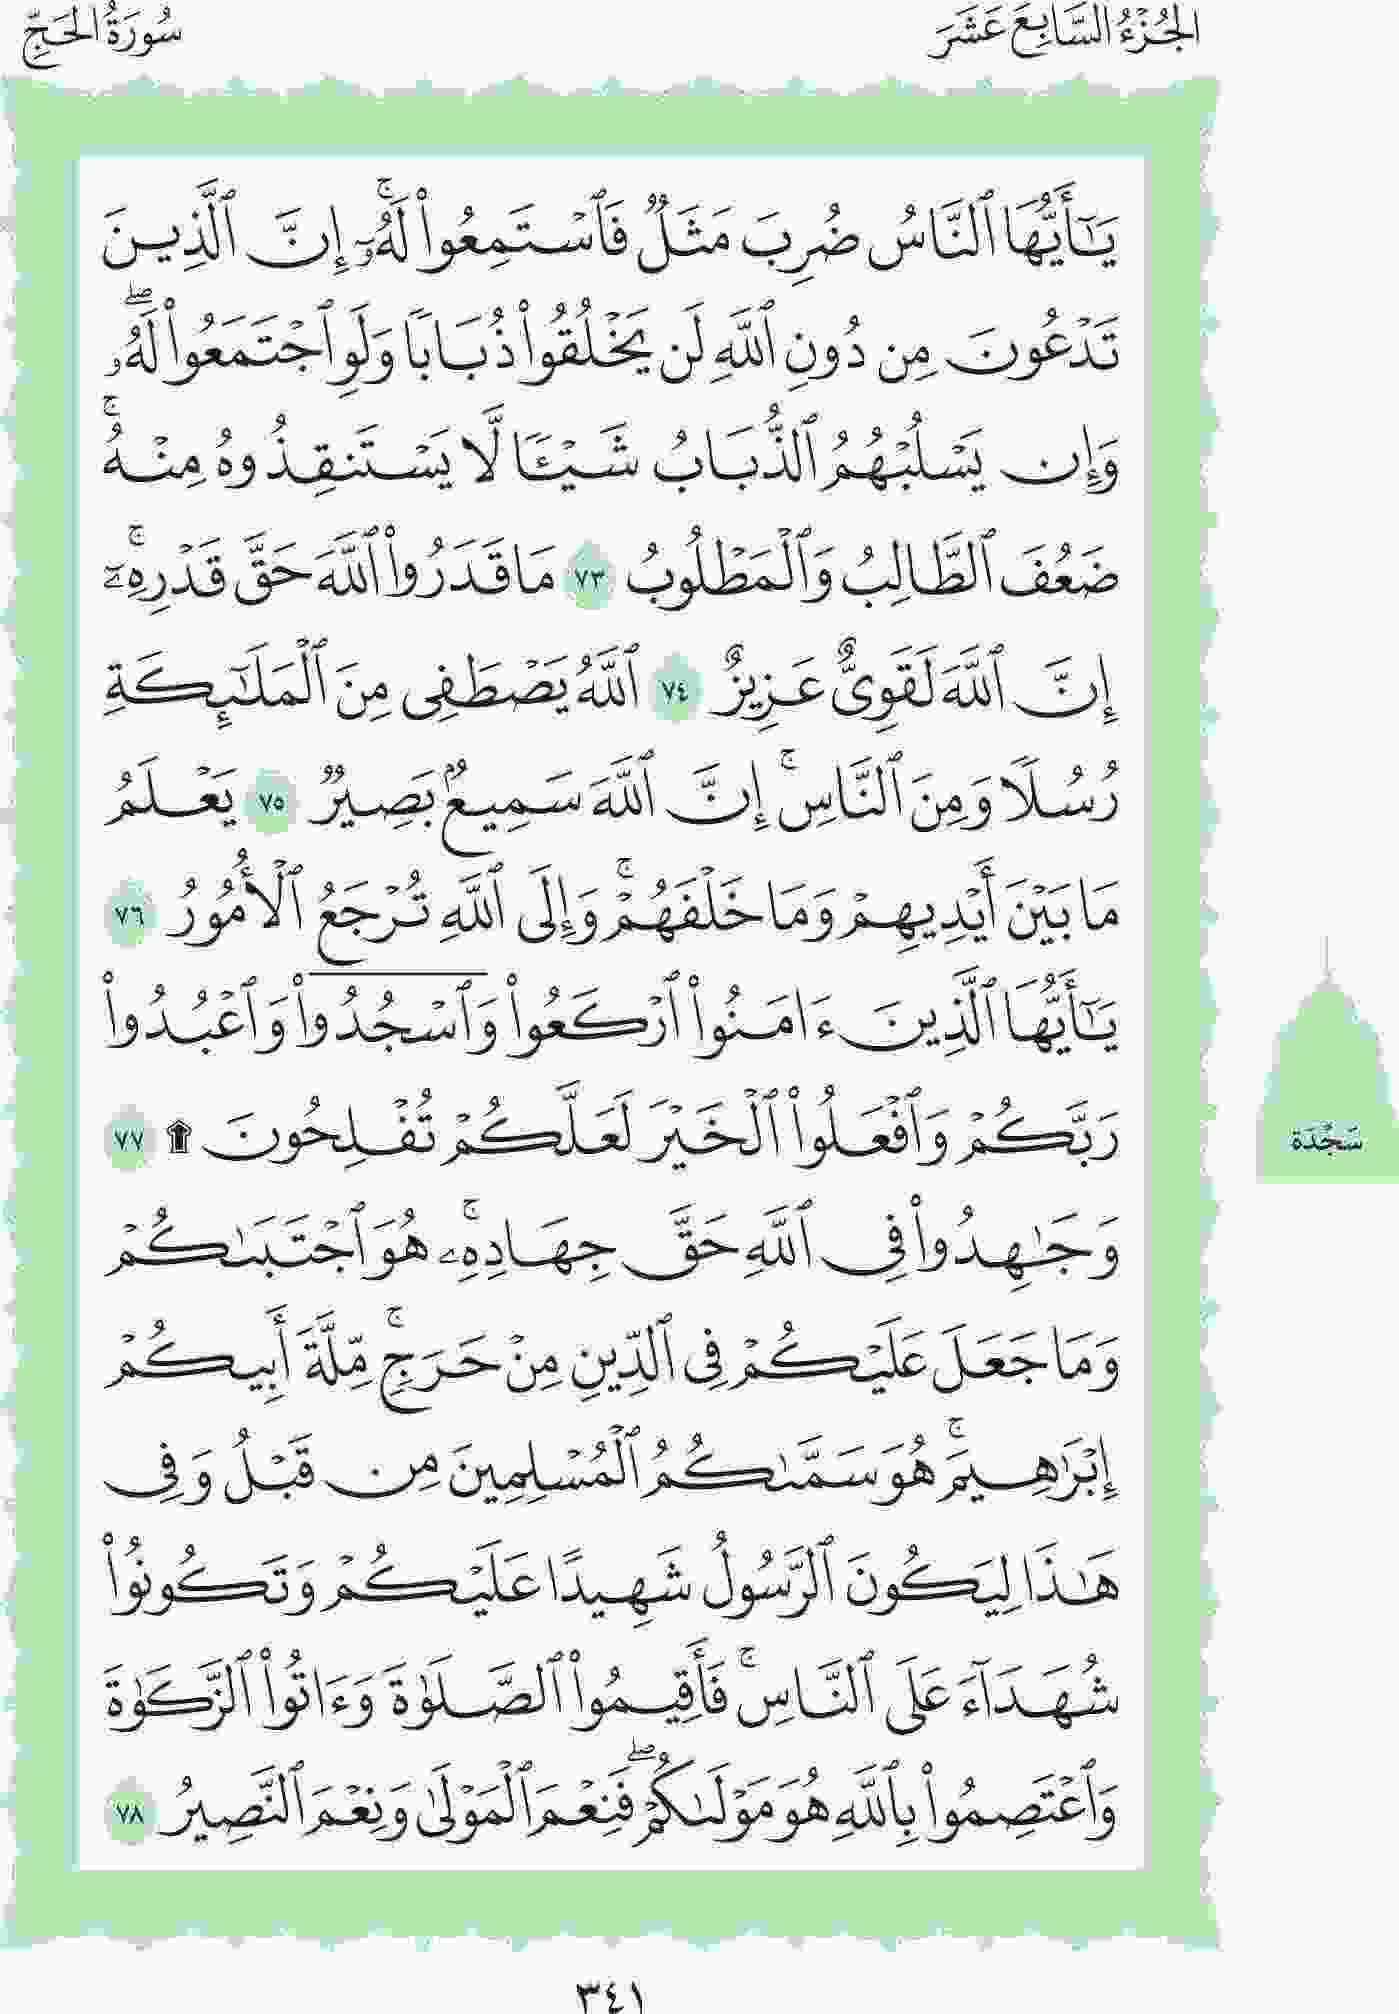 الجُزْءُ السَّابِعَ عَشَرَ
سُورَةُ الحَجِّ
يَـٰٓأَيُّهَا ٱلنَّاسُ ضُرِبَ مَثَلٌ فَٱسْتَمِعُوا۟ لَهُۥٓ ۚ إِنَّ ٱلَّذِينَ
تَدْعُونَ مِن دُونِ ٱللَّهِ لَن يَخْلُقُوا۟ ذُبَابًا وَلَوِ ٱجْتَمَعُوا۟ لَهُۥ ۖ
وَإِن يَسْلُبْهُمُ ٱلذُّبَابُ شَيْـًٔا لَّا يَسْتَنقِذُوهُ مِنْهُ ۚ
ضَعُفَ ٱلطَّالِبُ وَٱلْمَطْلُوبُ ٧٣ مَا قَدَرُوا۟ ٱللَّهَ حَقَّ قَدْرِهِۦٓ ۚ
إِنَّ ٱللَّهَ لَقَوِىٌّ عَزِيزٌ ٧٤ ٱللَّهُ يَصْطَفِى مِنَ ٱلْمَلَـٰٓئِكَةِ
رُسُلًا وَمِنَ ٱلنَّاسِ ۚ إِنَّ ٱللَّهَ سَمِيعٌۢ بَصِيرٌ ٧٥ يَعْلَمُ
مَا بَيْنَ أَيْدِيهِمْ وَمَا خَلْفَهُمْ ۗ وَإِلَى ٱللَّهِ تُرْجَعُ ٱلْأُمُورُ ٧٦
يَـٰٓأَيُّهَا ٱلَّذِينَ ءَامَنُوا۟ ٱرْكَعُوا۟ وَٱسْجُدُوا۟ وَٱعْبُدُوا۟
رَبَّكُمْ وَٱفْعَلُوا۟ ٱلْخَيْرَ لَعَلَّكُمْ تُفْلِحُونَ ۩ ٧٧
سَجْدَة
وَجَـٰهِدُوا۟ فِى ٱللَّهِ حَقَّ جِهَادِهِۦ ۚ هُوَ ٱجْتَبَىٰكُمْ
وَمَا جَعَلَ عَلَيْكُمْ فِى ٱلدِّينِ مِنْ حَرَجٍ ۚ مِّلَّةَ أَبِيكُمْ
إِبْرَٰهِيمَ ۚ هُوَ سَمَّىٰكُمُ ٱلْمُسْلِمِينَ مِن قَبْلُ وَفِى
هَـٰذَا لِيَكُونَ ٱلرَّسُولُ شَهِيدًا عَلَيْكُمْ وَتَكُونُوا۟
شُهَدَآءَ عَلَى ٱلنَّاسِ ۚ فَأَقِيمُوا۟ ٱلصَّلَوٰةَ وَءَاتُوا۟ ٱلزَّكَوٰةَ
وَٱعْتَصِمُوا۟ بِٱللَّهِ هُوَ مَوْلَىٰكُمْ ۖ فَنِعْمَ ٱلْمَوْلَىٰ وَنِعْمَ ٱلنَّصِيرُ ٧٨
٣٤١